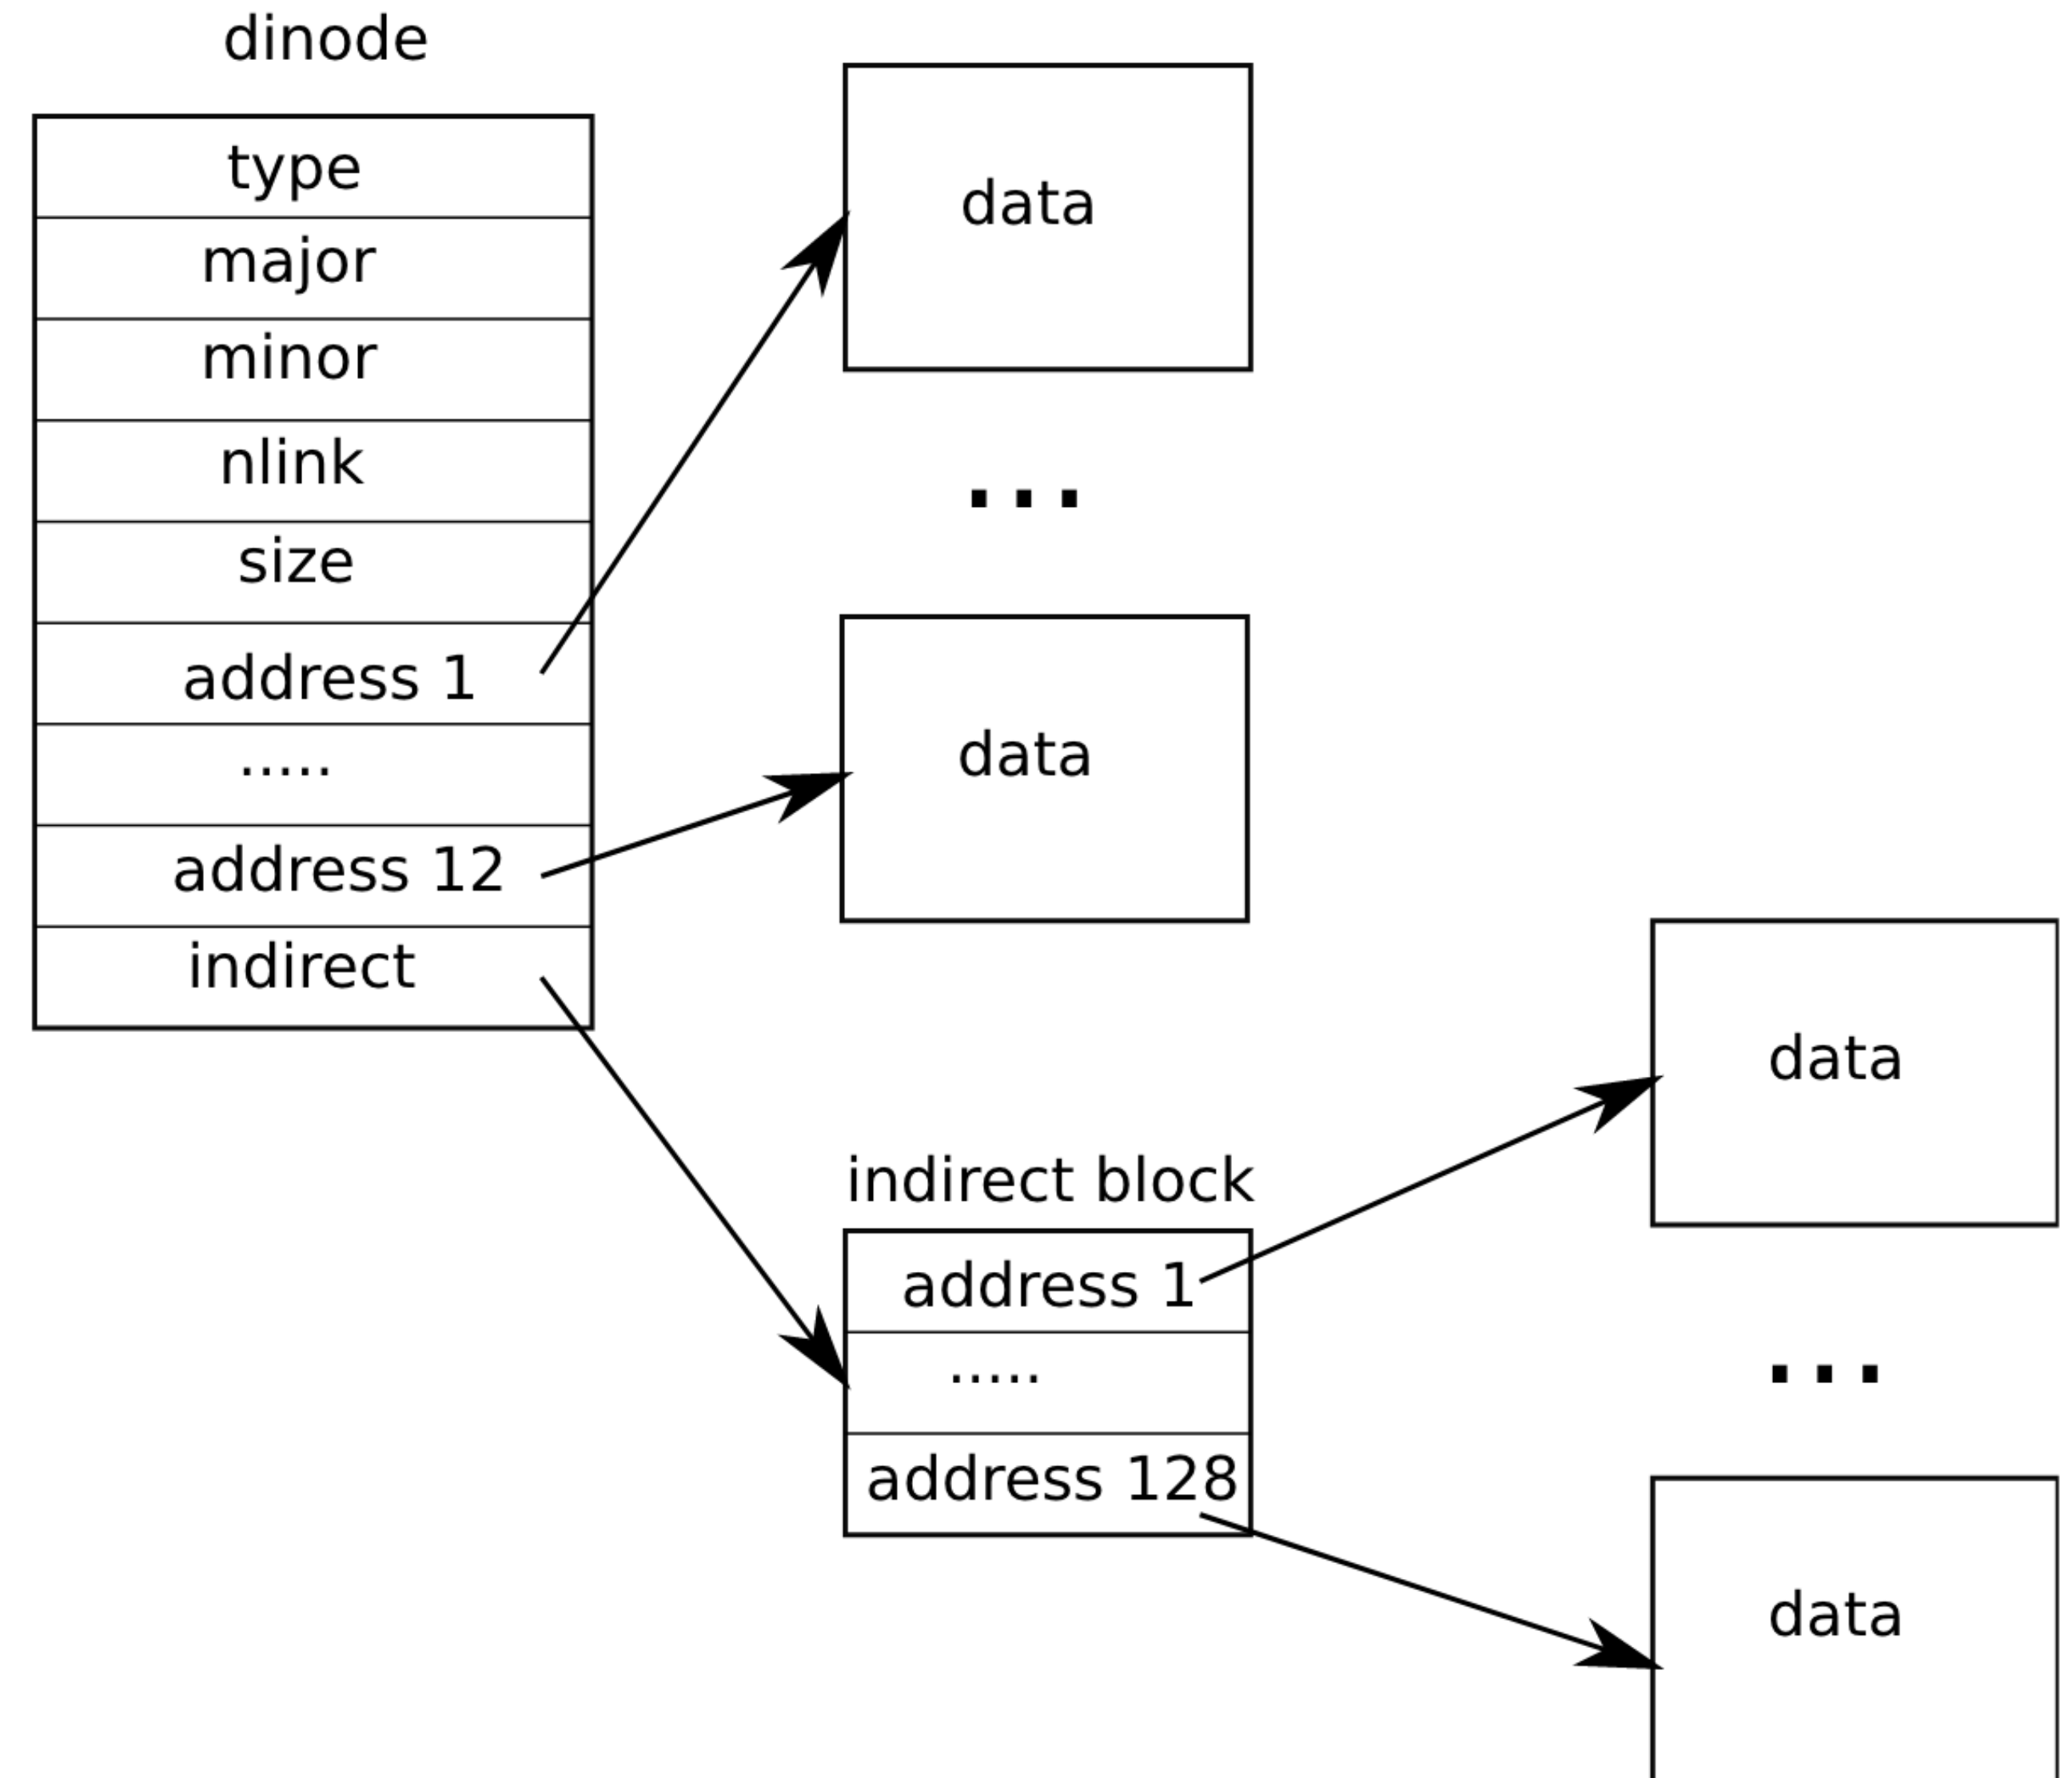 dinode
type
major
minor
nlink
size
address 1
.....
address 12
indirect
data
...
data
indirect block
address 1
.....
address 128
data
...
data